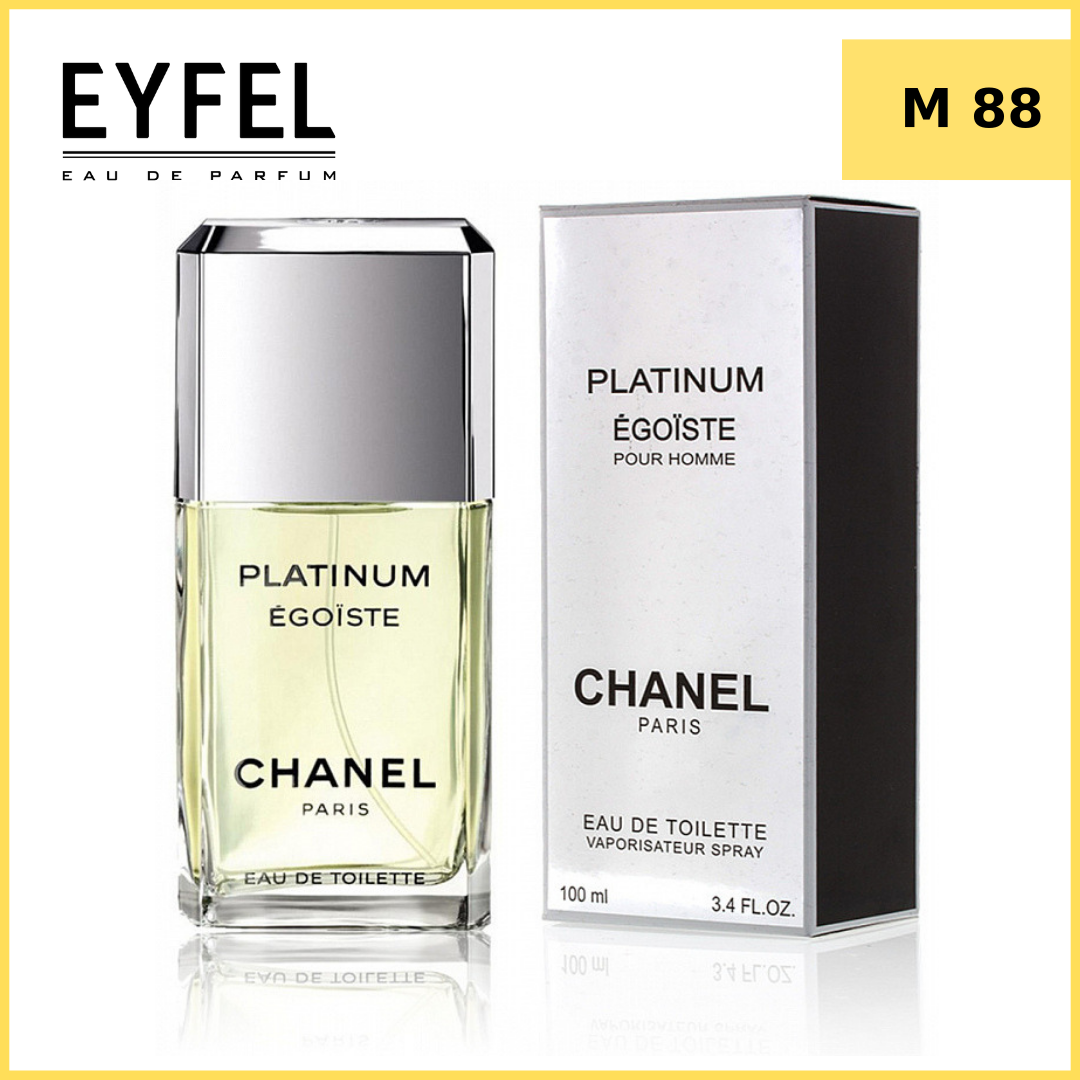 EYFEL
EAU DE PARFUM
M 88
PLATINUM
ÉGOÏSTE
CHANEL
PARIS
EAU DE TOILETTE
PLATINUM
ÉGOÏSTE
POUR HOMME
CHANEL
PARIS
EAU DE TOILETTE
VAPORISATEUR SPRAY
100 ml
3.4 FL.OZ.